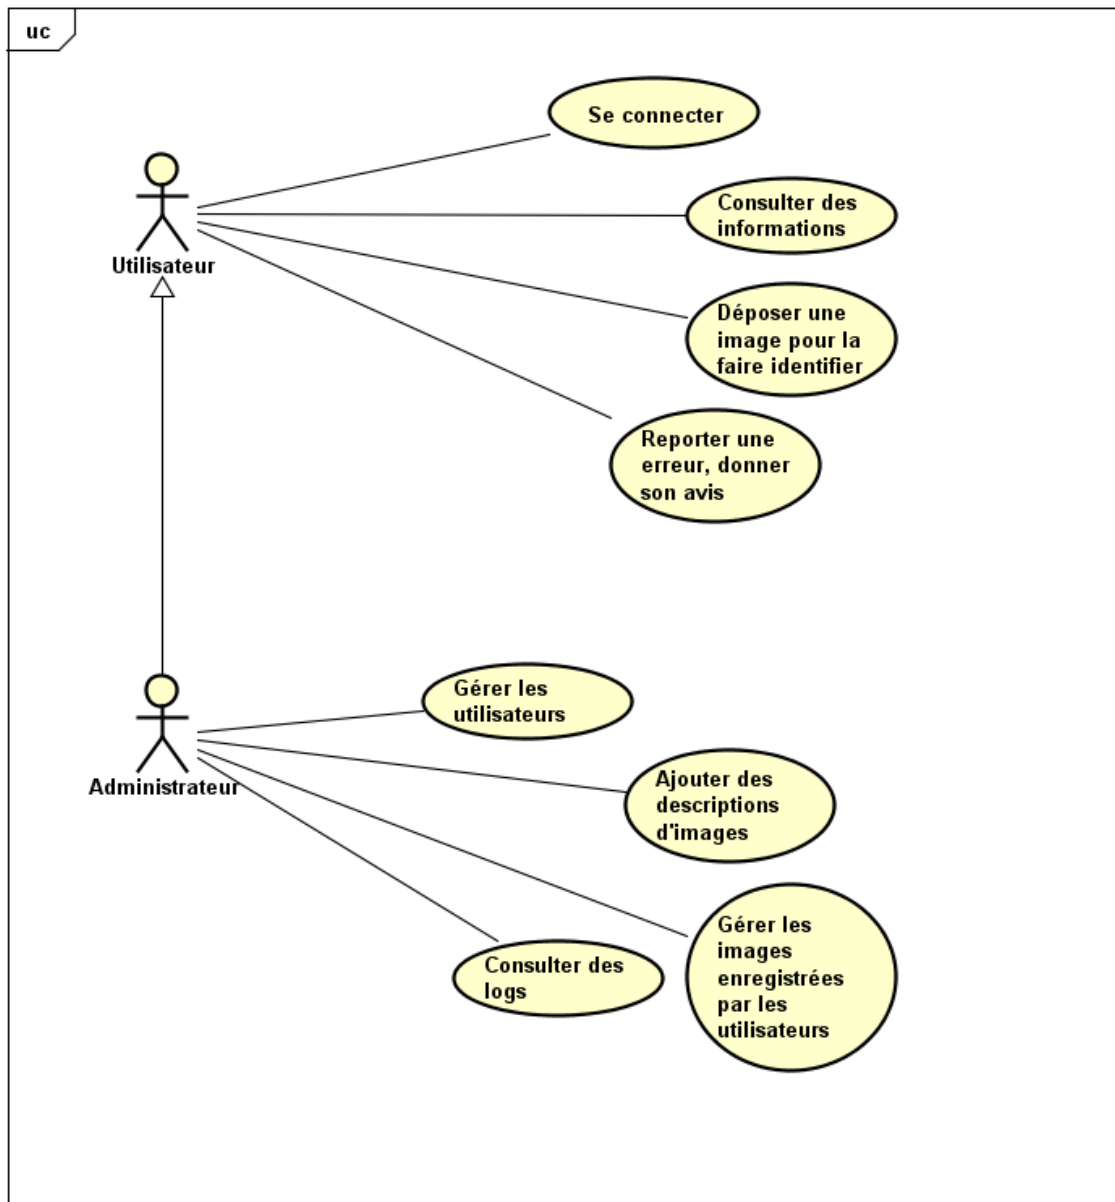 uc
Se connecter
Consulter des
informations
Utilisateur
Déposer une
image pour la
faire identifier
Reporter une
erreur, donner
son avis
Gérer les
utilisateurs
Administrateur
Ajouter des
descriptions
d'images
Gérer les
images
enregistrées
par les
utilisateurs
Consulter des
logs